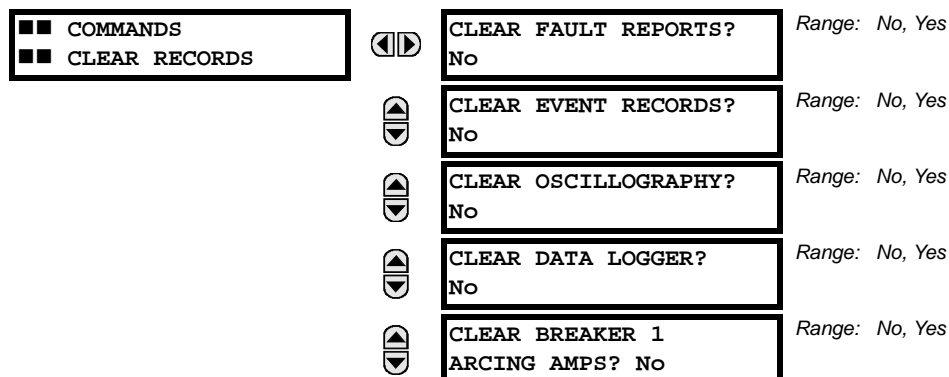 ■■ COMMANDS
■■ CLEAR RECORDS
CLEAR FAULT REPORTS?
No
Range: No, Yes
CLEAR EVENT RECORDS?
No
Range: No, Yes
CLEAR OSCILLOGRAPHY?
No
Range: No, Yes
CLEAR DATA LOGGER?
No
Range: No, Yes
CLEAR BREAKER 1
ARCING AMPS? No
Range: No, Yes